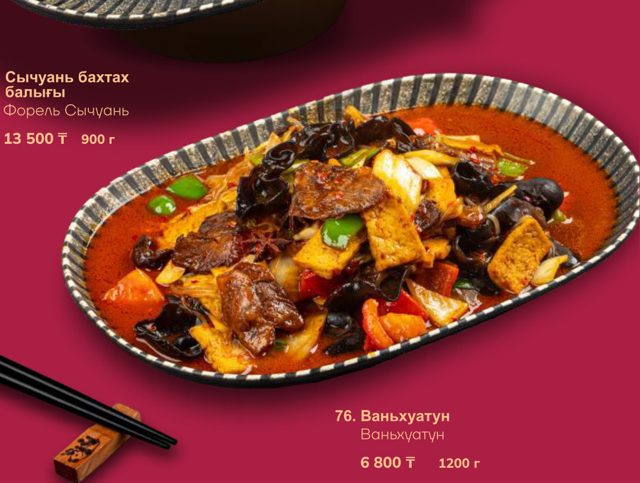 Сычуань бахтах
балығы
Форель Сычуань
13 500 ₸ 900 г
76. Ваньхуатун
Ваньхуатун
6 800 ₸ 1200 г